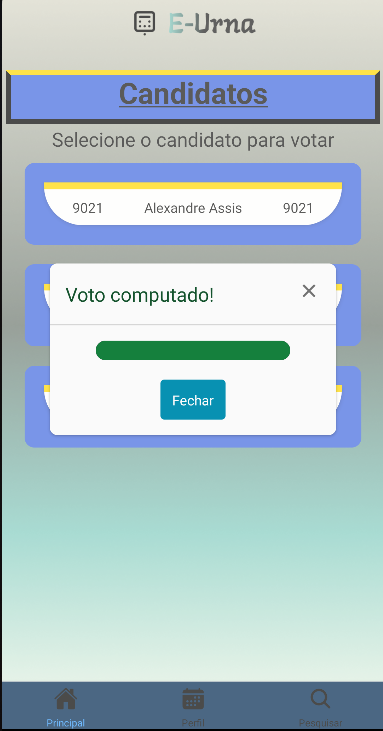 E-Urna
Candidatos
Selecione o candidato para votar
9021 Alexandre Assis 9021
Voto computado!
Fechar
Principal Perfil Pesquisar